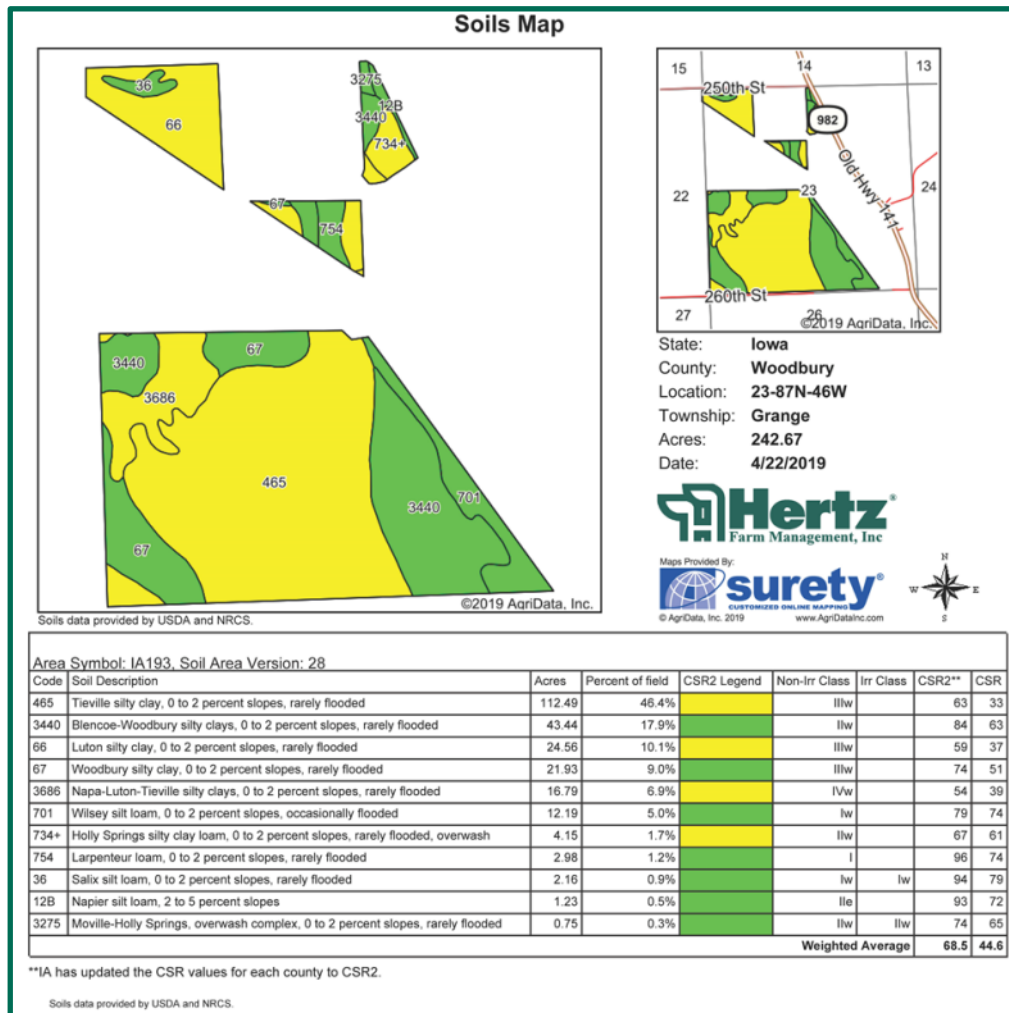 Soils Map
36
66
3275
12B
3440
734+
67
754
3440
67
3686
465
3440
701
67
©2019 AgriData, Inc.
Soils data provided by USDA and NRCS.
15
14
13
250th St
982
Old Hwy 141
22
23
24
260th St
27
26
©2019 AgriData, Inc.
State: Iowa
County: Woodbury
Location: 23-87N-46W
Township: Grange
Acres: 242.67
Date: 4/22/2019
Hertz®
Farm Management, Inc
Maps Provided By:
surety®
CUSTOMIZED ONLINE MAPPING
© AgriData, Inc. 2019 www.AgriDataInc.com
N
W E
S
Area Symbol: IA193, Soil Area Version: 28
Code Soil Description Acres Percent of field CSR2 Legend Non-Irr Class Irr Class CSR2** CSR
465 Tieville silty clay, 0 to 2 percent slopes, rarely flooded 112.49 46.4% IIIw 63 33
3440 Blencoe-Woodbury silty clays, 0 to 2 percent slopes, rarely flooded 43.44 17.9% IIw 84 63
66 Luton silty clay, 0 to 2 percent slopes, rarely flooded 24.56 10.1% IIIw 59 37
67 Woodbury silty clay, 0 to 2 percent slopes, rarely flooded 21.93 9.0% IIw 74 51
3686 Napa-Luton-Tieville silty clays, 0 to 2 percent slopes, rarely flooded 16.79 6.9% IVw 54 39
701 Wilsey silt loam, 0 to 2 percent slopes, occasionally flooded 12.19 5.0% Iw 79 74
734+ Holly Springs silty clay loam, 0 to 2 percent slopes, rarely flooded, overwash 4.15 1.7% IIw 67 61
754 Larpenteur loam, 0 to 2 percent slopes, rarely flooded 2.98 1.2% I 96 74
36 Salix silt loam, 0 to 2 percent slopes, rarely flooded 2.16 0.9% Iw Iw 94 79
12B Napier silt loam, 2 to 5 percent slopes 1.23 0.5% IIe 93 72
3275 Moville-Holly Springs, overwash complex, 0 to 2 percent slopes, rarely flooded 0.75 0.3% IIw IIw 74 65
Weighted Average 68.5 44.6
**IA has updated the CSR values for each county to CSR2.
Soils data provided by USDA and NRCS.